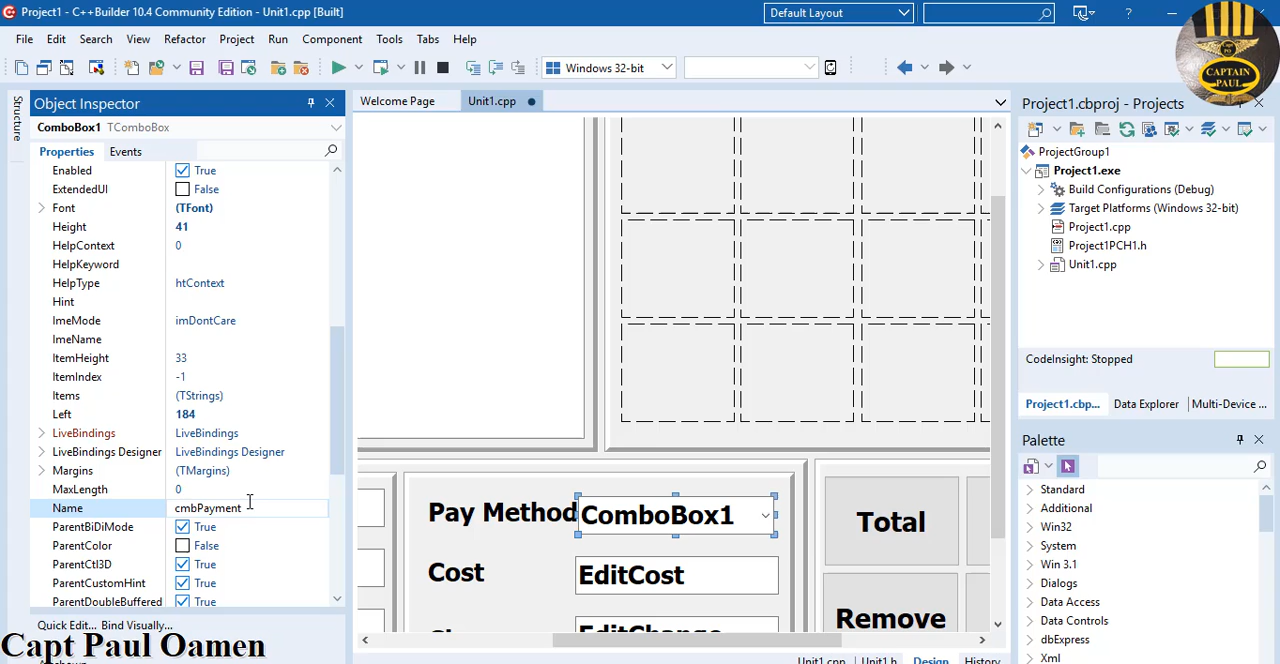 Project1 - C++Builder 10.4 Community Edition - Unit1.cpp [Built]
Default Layout
?
File Edit Search View Refactor Project Run Component Tools Tabs Help
Windows 32-bit
CAPTAIN
PAUL
Structure
Object Inspector
ComboBox1 TComboBox
Properties Events
Enabled True
ExtendedUI False
Font (TFont)
Height 41
HelpContext 0
HelpKeyword
HelpType htContext
Hint
ImeMode imDontCare
ImeName
ItemHeight 33
ItemIndex -1
Items (TStrings)
Left 184
LiveBindings LiveBindings
LiveBindings Designer LiveBindings Designer
Margins (TMargins)
MaxLength 0
Name cmbPayment
ParentBiDiMode True
ParentColor False
ParentCtl3D True
ParentCustomHint True
ParentDoubleBuffered True
Quick Edit... Bind Visually...
Capt Paul Oamen
Welcome Page Unit1.cpp
Pay Method ComboBox1
Cost EditCost
EditChange
Total
Remove
Unit1.cpp Unit1.h Design History
Project1.cbproj - Projects
ProjectGroup1
Project1.exe
Build Configurations (Debug)
Target Platforms (Windows 32-bit)
Project1.cpp
Project1PCH1.h
Unit1.cpp
CodeInsight: Stopped
Project1.cbp... Data Explorer Multi-Device ...
Palette
Standard
Additional
Win32
System
Win 3.1
Dialogs
Data Access
Data Controls
dbExpress
Xml